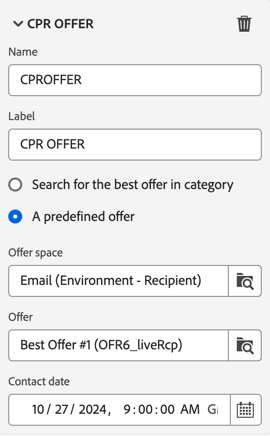 CPR OFFER
Name
CPROFFER
Label
CPR OFFER
Search for the best offer in category
A predefined offer
Offer space
Email (Environment - Recipient)
Offer
Best Offer #1 (OFR6_liveRcp)
Contact date
10/27/2024, 9:00:00 AM